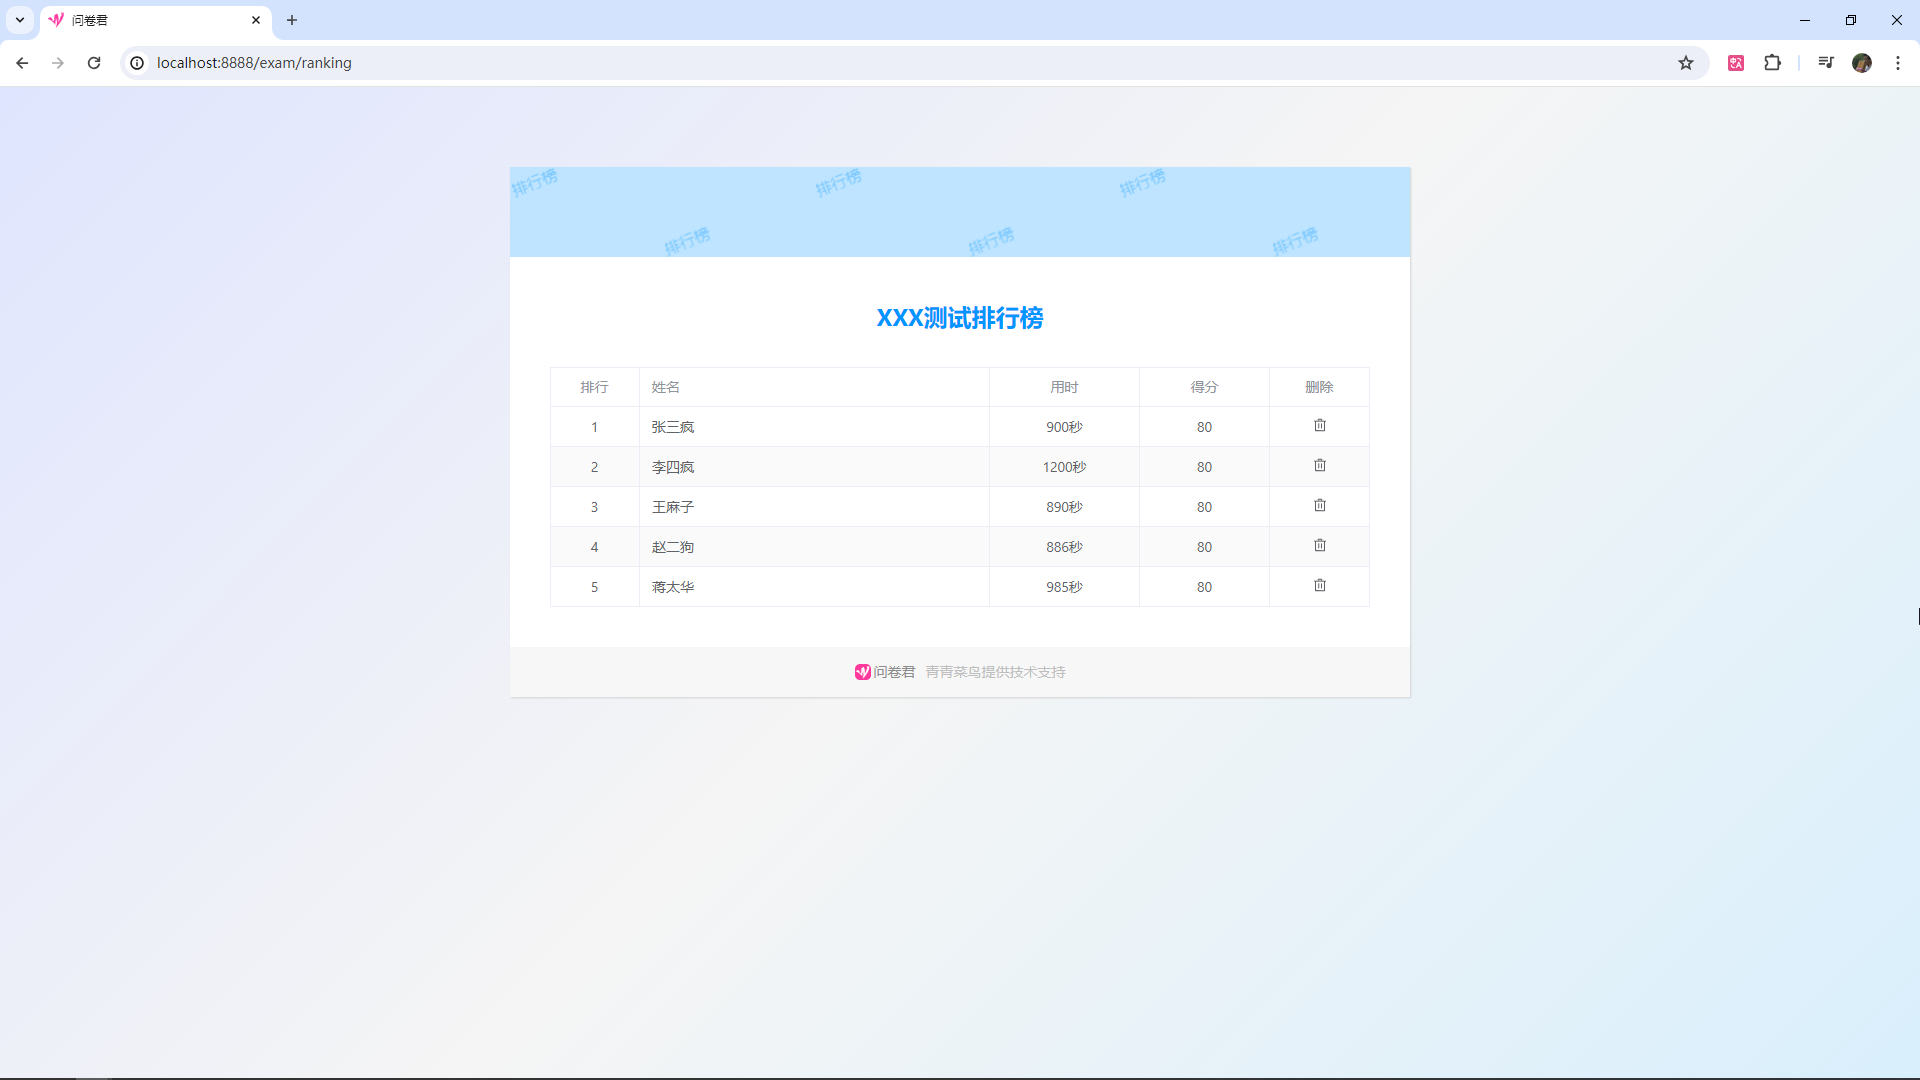 问卷君
localhost:8888/exam/ranking
排行榜 排行榜 排行榜
排行榜 排行榜 排行榜
XXX测试排行榜
排行 姓名 用时 得分 删除
1 张三疯 900秒 80
2 李四疯 1200秒 80
3 王麻子 890秒 80
4 赵二狗 886秒 80
5 蒋太华 985秒 80
问卷君 青青菜鸟提供技术支持